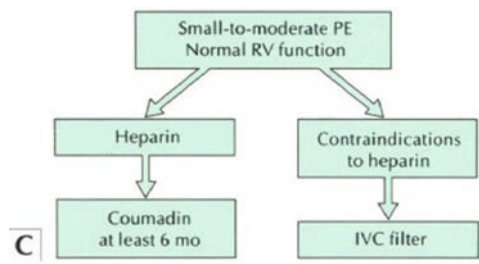 Small-to-moderate PE
Normal RV function
Heparin
Contraindications
to heparin
Coumadin
at least 6 mo
IVC filter
C